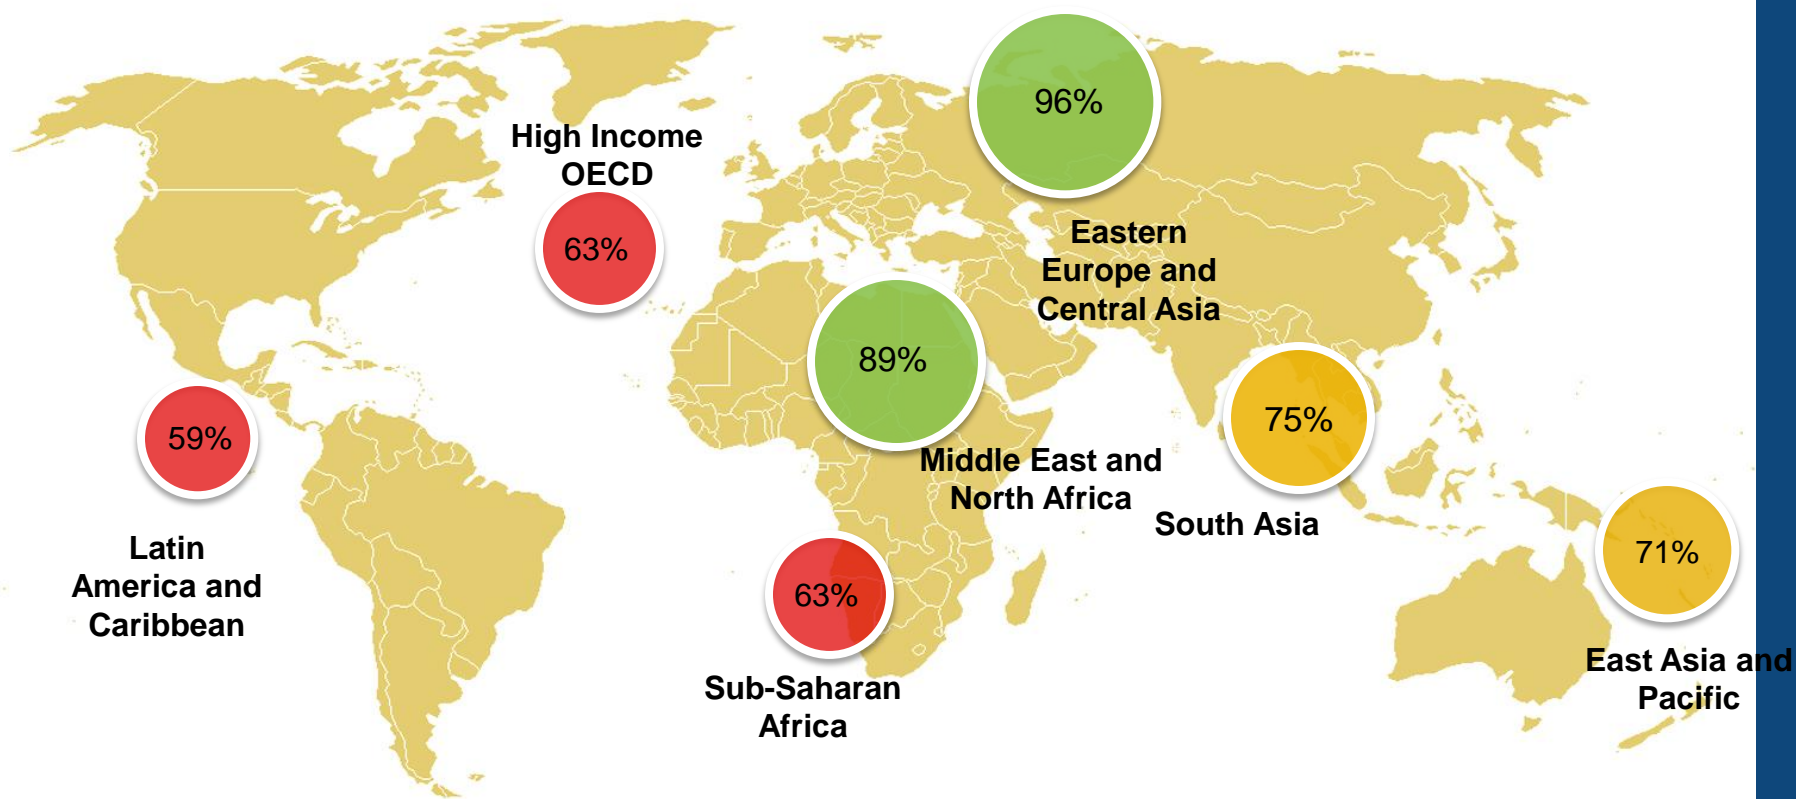 High Income
OECD
63%
96%
Eastern
Europe and
Central Asia
89%
Middle East and
North Africa
59%
Latin
America and
Caribbean
75%
South Asia
63%
Sub-Saharan
Africa
71%
East Asia and
Pacific